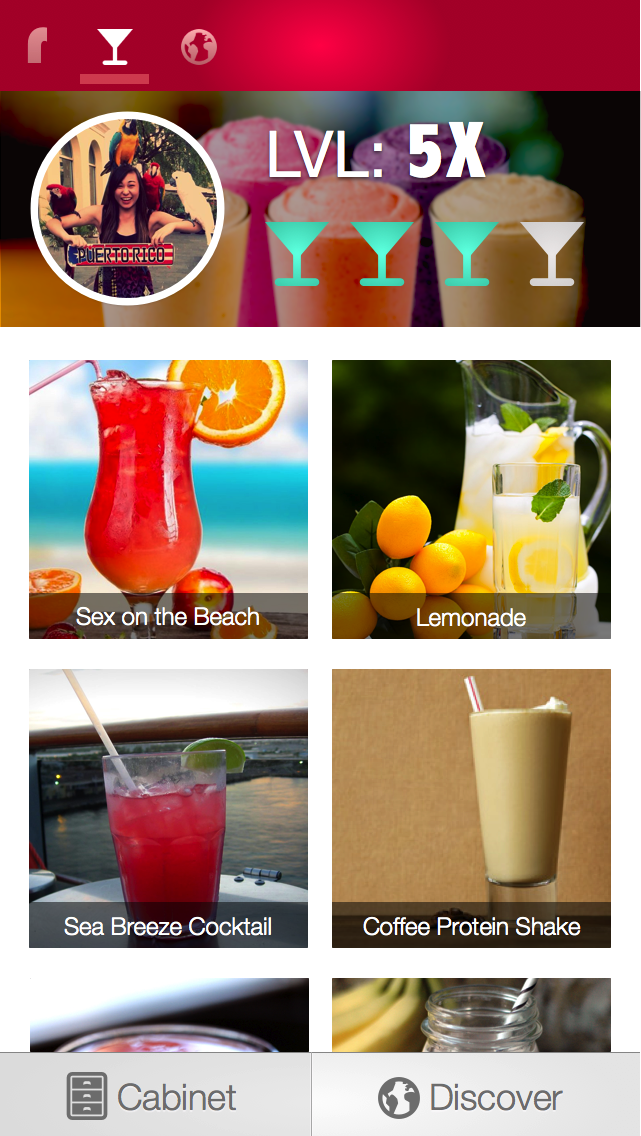 r
LVL: 5X
PUERTO RICO
Sex on the Beach
Lemonade
Sea Breeze Cocktail
Coffee Protein Shake
Cabinet
Discover